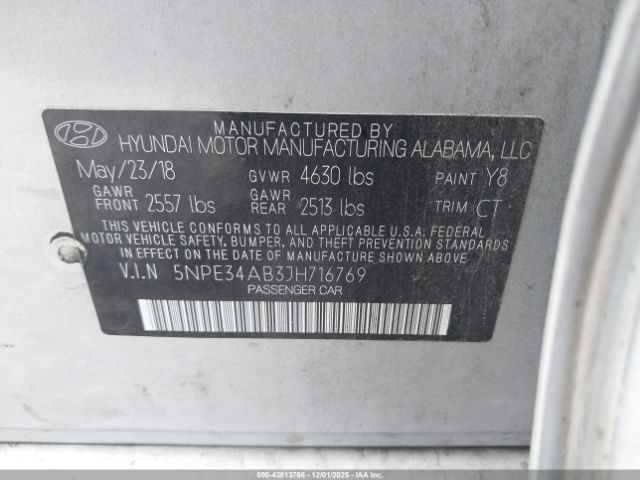 MANUFACTURED BY
HYUNDAI MOTOR MANUFACTURING ALABAMA, LLC
May/23/18 GVWR 4630 lbs PAINT Y8
GAWR FRONT 2557 lbs GAWR REAR 2513 lbs TRIM CT
THIS VEHICLE CONFORMS TO ALL APPLICABLE U.S.A. FEDERAL
MOTOR VEHICLE SAFETY, BUMPER, AND THEFT PREVENTION STANDARDS
IN EFFECT ON THE DATE OF MANUFACTURE SHOWN ABOVE.
V.I.N 5NPE34AB3JH716769
PASSENGER CAR
000-43813766 - 12/01/2025 - IAAI.COM